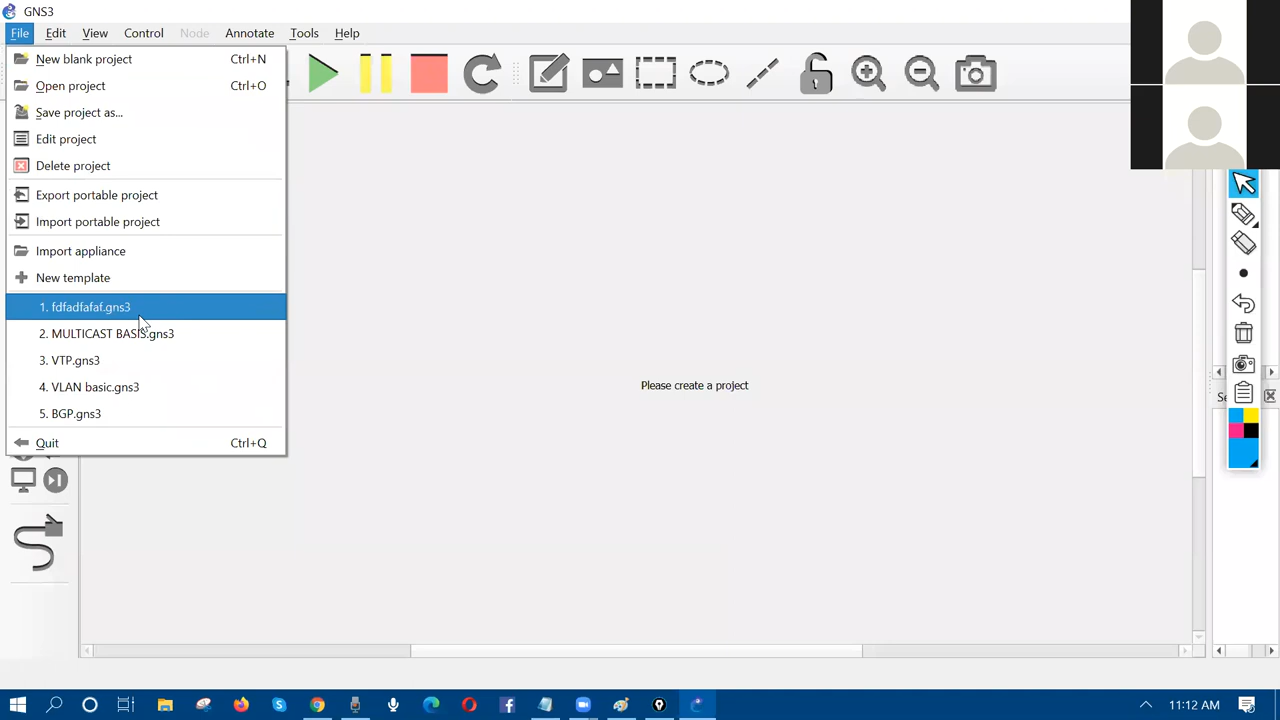 GNS3
File Edit View Control Node Annotate Tools Help
New blank project Ctrl+N
Open project Ctrl+O
Save project as...
Edit project
Delete project
Export portable project
Import portable project
Import appliance
New template
1. fdfadfafaf.gns3
2. MULTICAST BASIS.gns3
3. VTP.gns3
4. VLAN basic.gns3
5. BGP.gns3
Quit Ctrl+Q
Please create a project
Se
11:12 AM